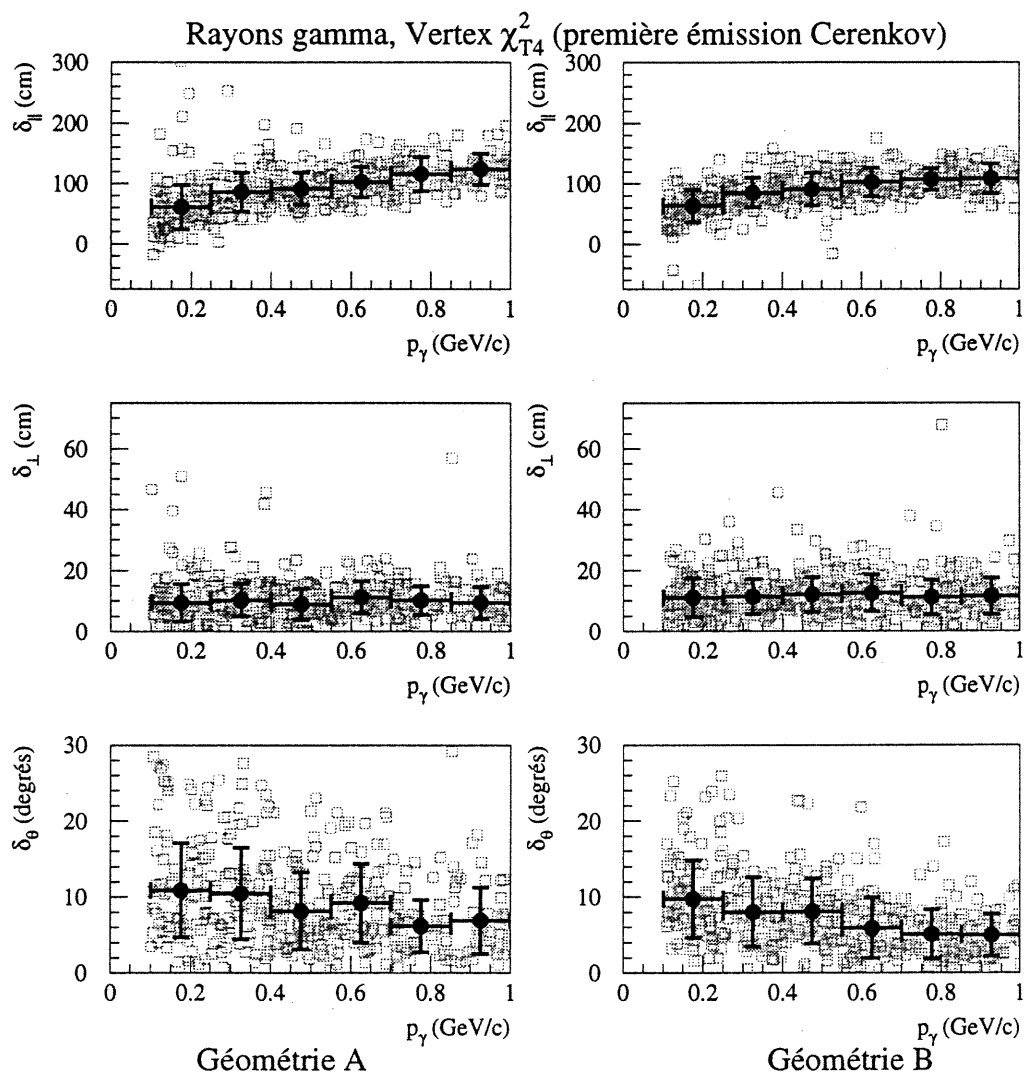 Rayons gamma, Vertex χ²T4 (première émission Cerenkov)
δ∥ (cm)
300
200
100
0
0 0.2 0.4 0.6 0.8 1
pγ (GeV/c)
δ∥ (cm)
300
200
100
0
0 0.2 0.4 0.6 0.8 1
pγ (GeV/c)
δ⊥ (cm)
60
40
20
0
0 0.2 0.4 0.6 0.8 1
pγ (GeV/c)
δ⊥ (cm)
60
40
20
0
0 0.2 0.4 0.6 0.8 1
pγ (GeV/c)
δθ (degrés)
30
20
10
0
0 0.2 0.4 0.6 0.8 1
pγ (GeV/c)
δθ (degrés)
30
20
10
0
0 0.2 0.4 0.6 0.8 1
pγ (GeV/c)
Géométrie A
Géométrie B